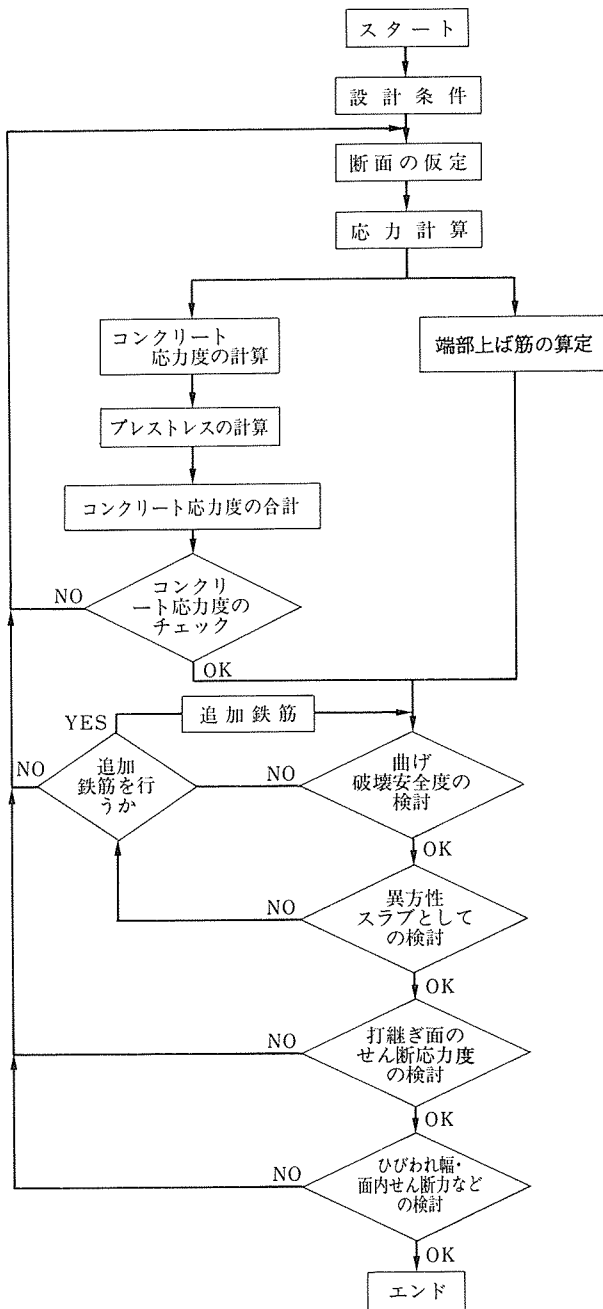 スタート
設計条件
断面の仮定
応力計算
コンクリート
応力度の計算
端部上ば筋の算定
プレストレスの計算
コンクリート応力度の合計
コンクリ
ート応力度の
チェック
NO
OK
追加鉄筋
YES
追加
鉄筋を行
うか
NO
NO
曲げ
破壊安全度の
検討
OK
異方性
スラブとして
の検討
NO
OK
打継ぎ面の
せん断応力度
の検討
NO
OK
ひびわれ幅・
面内せん断力など
の検討
NO
OK
エンド